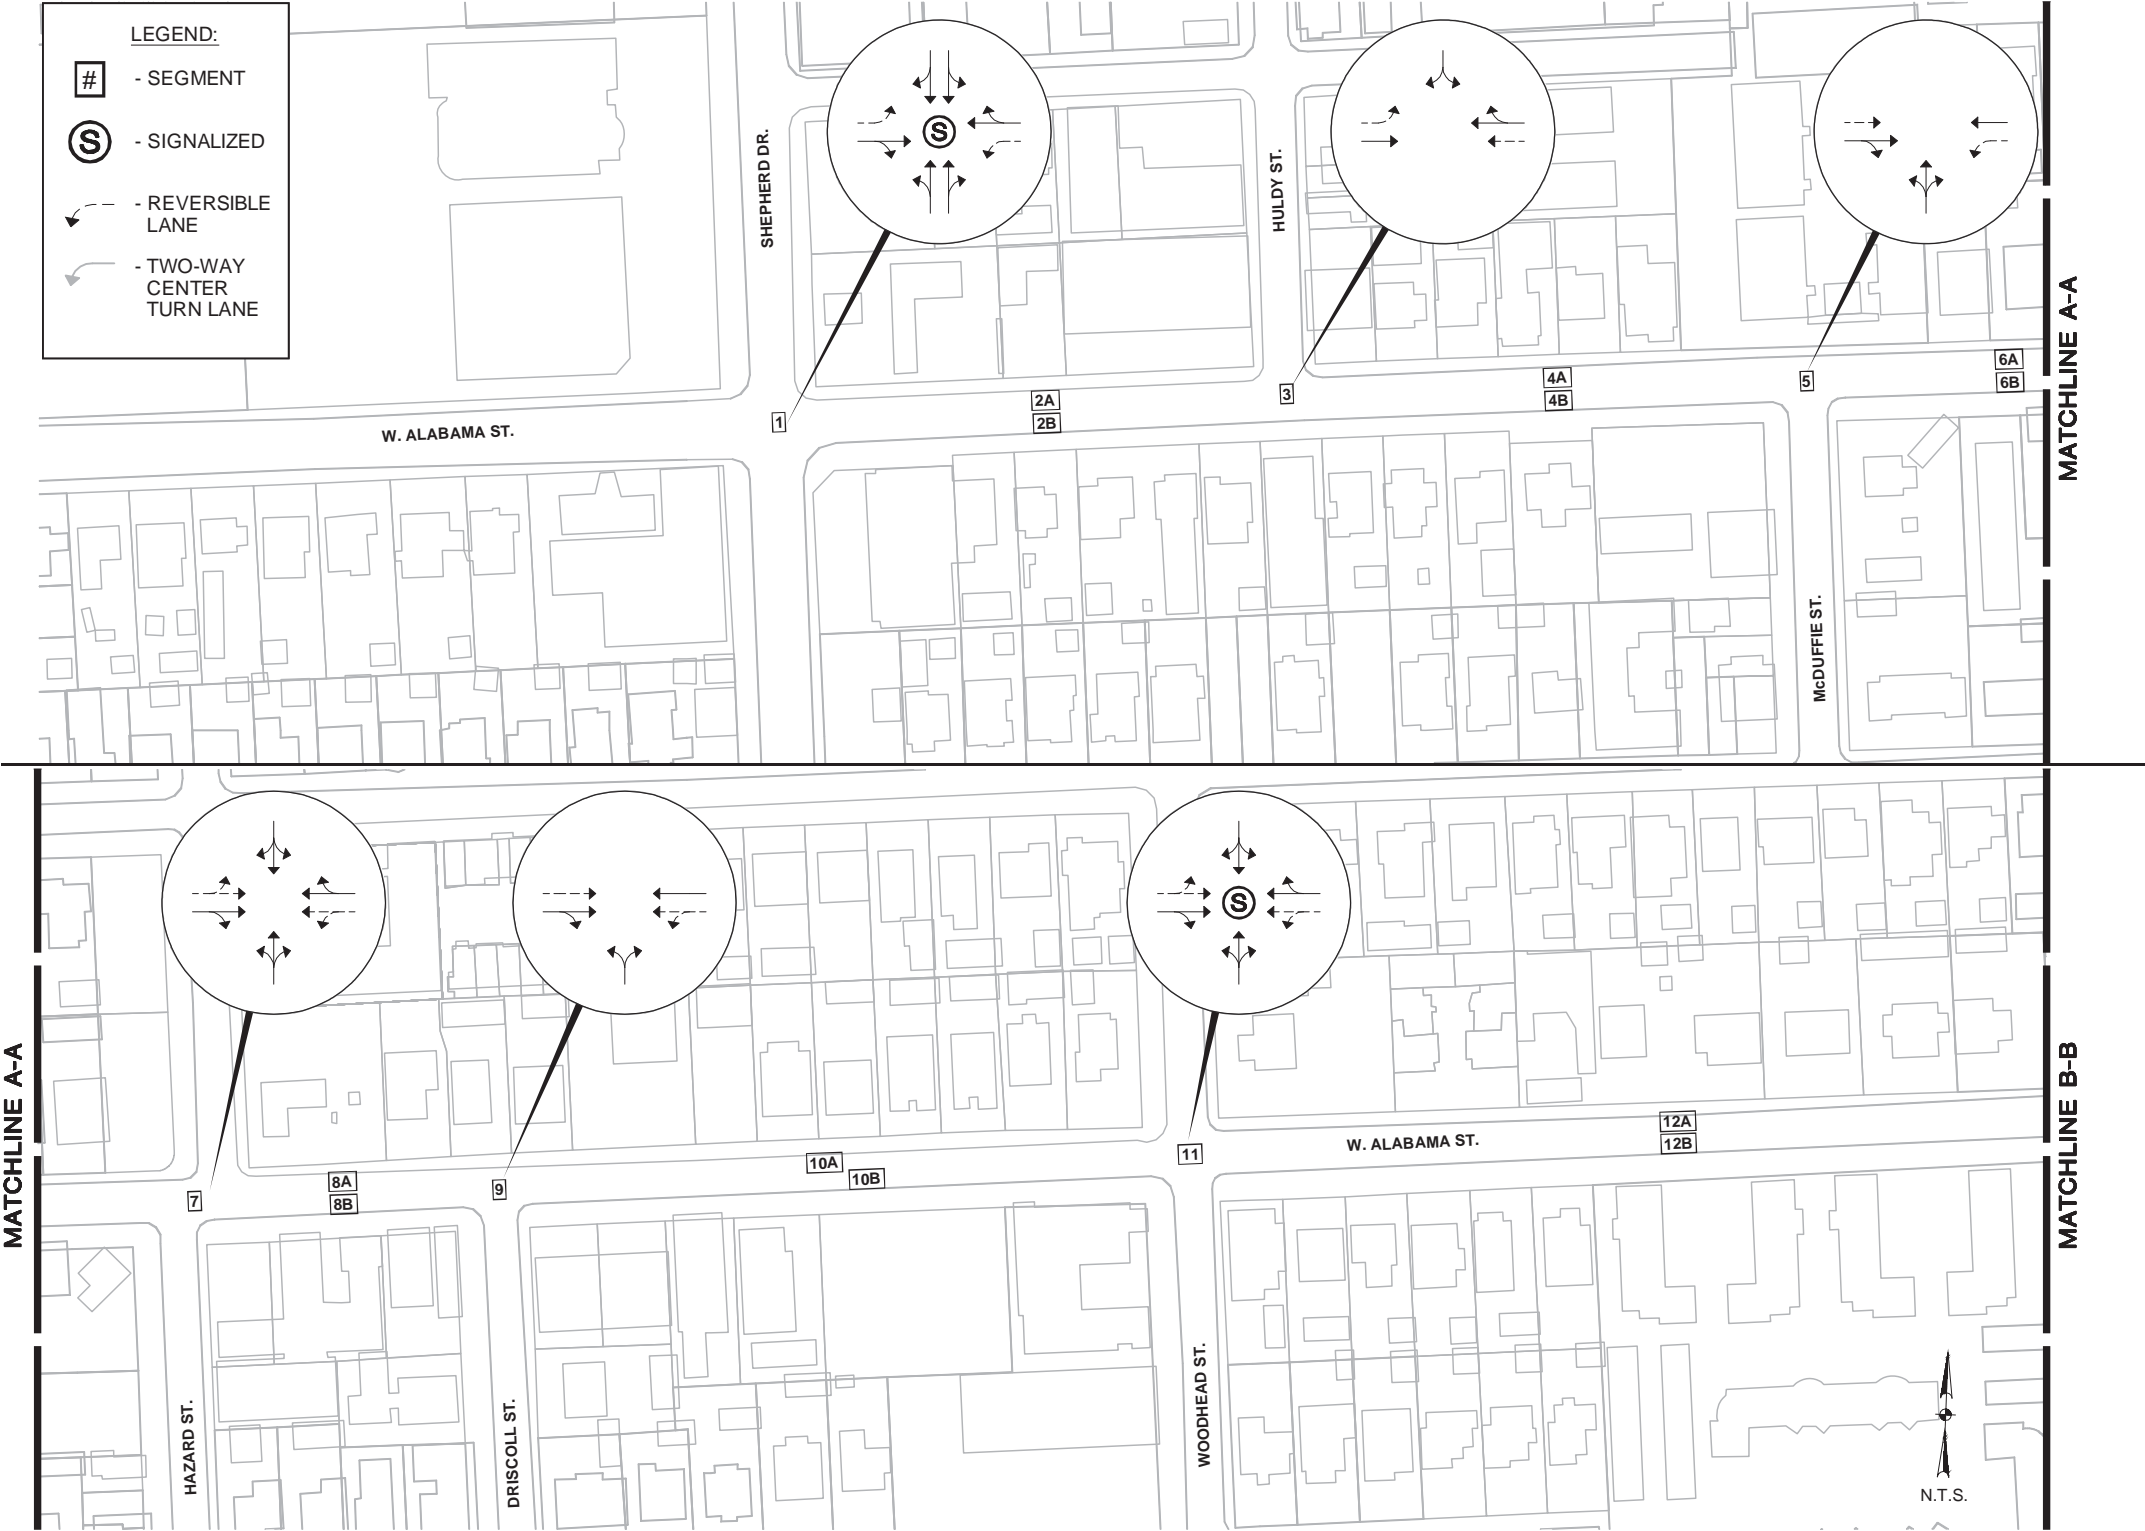 LEGEND:
# - SEGMENT
S - SIGNALIZED
- REVERSIBLE
LANE
- TWO-WAY
CENTER
TURN LANE
SHEPHERD DR.
S
HULDY ST.
MATCHLINE A-A
W. ALABAMA ST.
1
2A
2B
3
4A
4B
5
6A
6B
McDUFFIE ST.
MATCHLINE A-A
S
MATCHLINE B-B
7
8A
8B
9
10A
10B
11
W. ALABAMA ST.
12A
12B
HAZARD ST.
DRISCOLL ST.
WOODHEAD ST.
N.T.S.